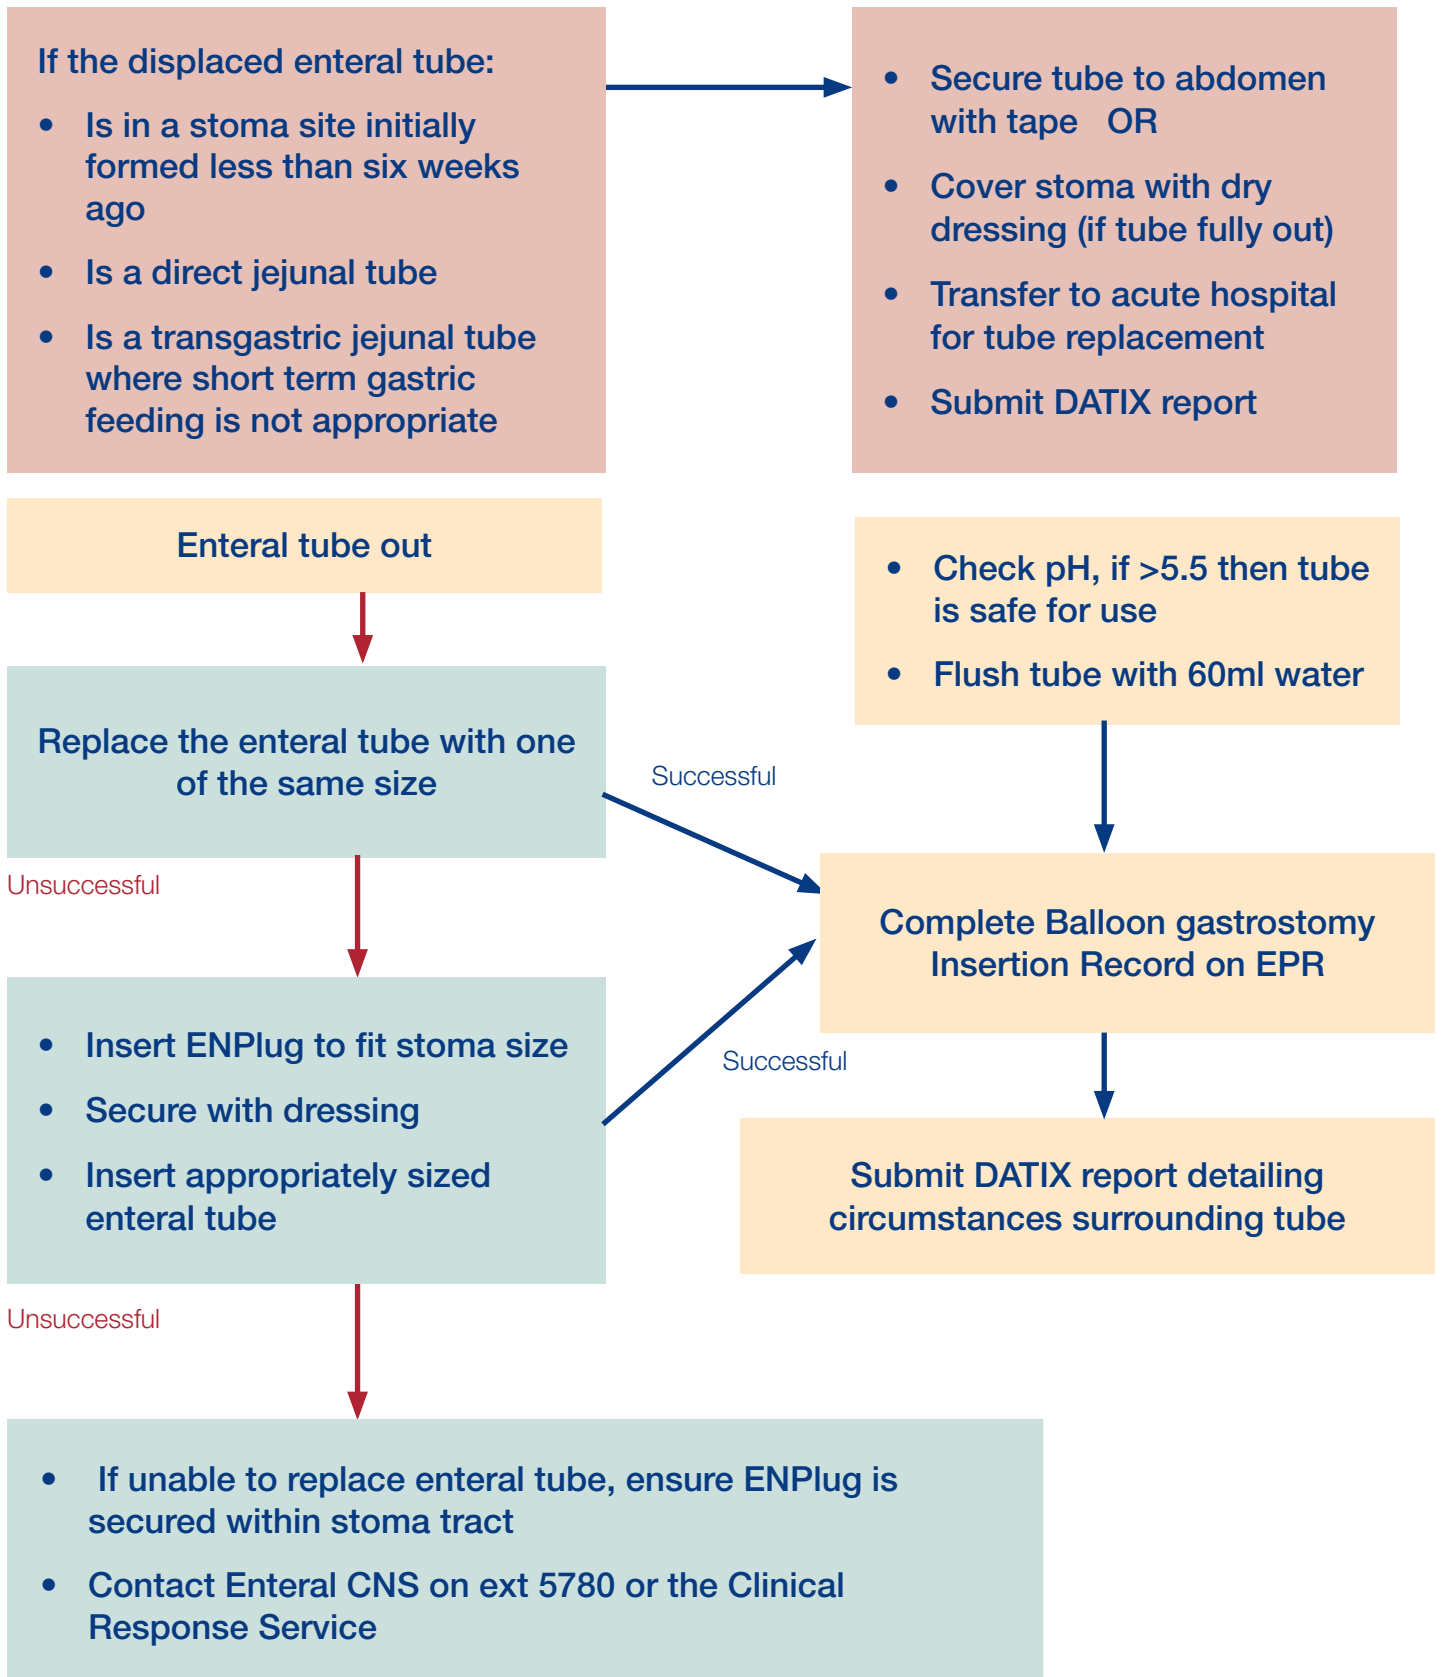 If the displaced enteral tube:
• Is in a stoma site initially
formed less than six weeks
ago
• Is a direct jejunal tube
• Is a transgastric jejunal tube
where short term gastric
feeding is not appropriate
• Secure tube to abdomen
with tape OR
• Cover stoma with dry
dressing (if tube fully out)
• Transfer to acute hospital
for tube replacement
• Submit DATIX report
Enteral tube out
• Check pH, if >5.5 then tube
is safe for use
• Flush tube with 60ml water
Replace the enteral tube with one
of the same size
Successful
Unsuccessful
Complete Balloon gastrostomy
Insertion Record on EPR
• Insert ENPlug to fit stoma size
• Secure with dressing
• Insert appropriately sized
enteral tube
Successful
Submit DATIX report detailing
circumstances surrounding tube
Unsuccessful
• If unable to replace enteral tube, ensure ENPlug is
secured within stoma tract
• Contact Enteral CNS on ext 5780 or the Clinical
Response Service